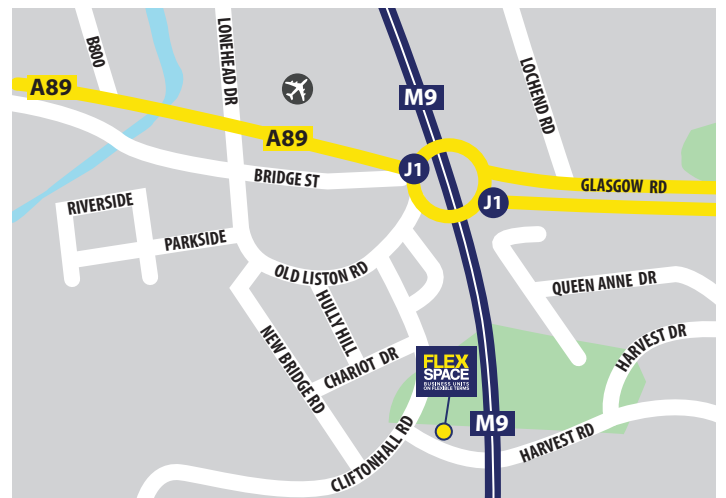 B800
LONEHEAD DR
LOCHEND RD
A89
M9
A89
J1
BRIDGE ST
GLASGOW RD
RIVERSIDE
J1
PARKSIDE
OLD LISTON RD
QUEEN ANNE DR
HULLY HILL
NEW BRIDGE RD
CHARIOT DR
HARVEST DR
FLEX
SPACE
BUSINESS UNITS
ON FLEXIBLE TERMS
M9
HARVEST RD
CLIFTONHALL RD